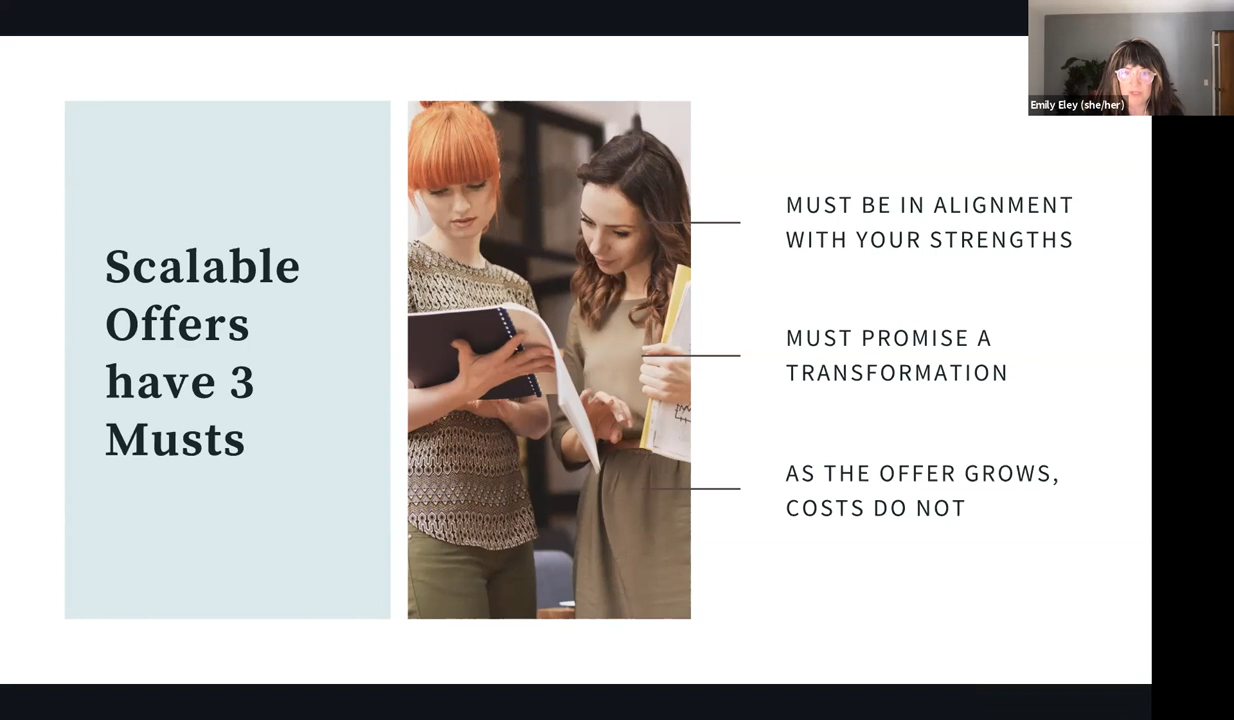 Scalable
Offers
have 3
Musts
MUST BE IN ALIGNMENT
WITH YOUR STRENGTHS
MUST PROMISE A
TRANSFORMATION
AS THE OFFER GROWS,
COSTS DO NOT
Emily Eley (she/her)